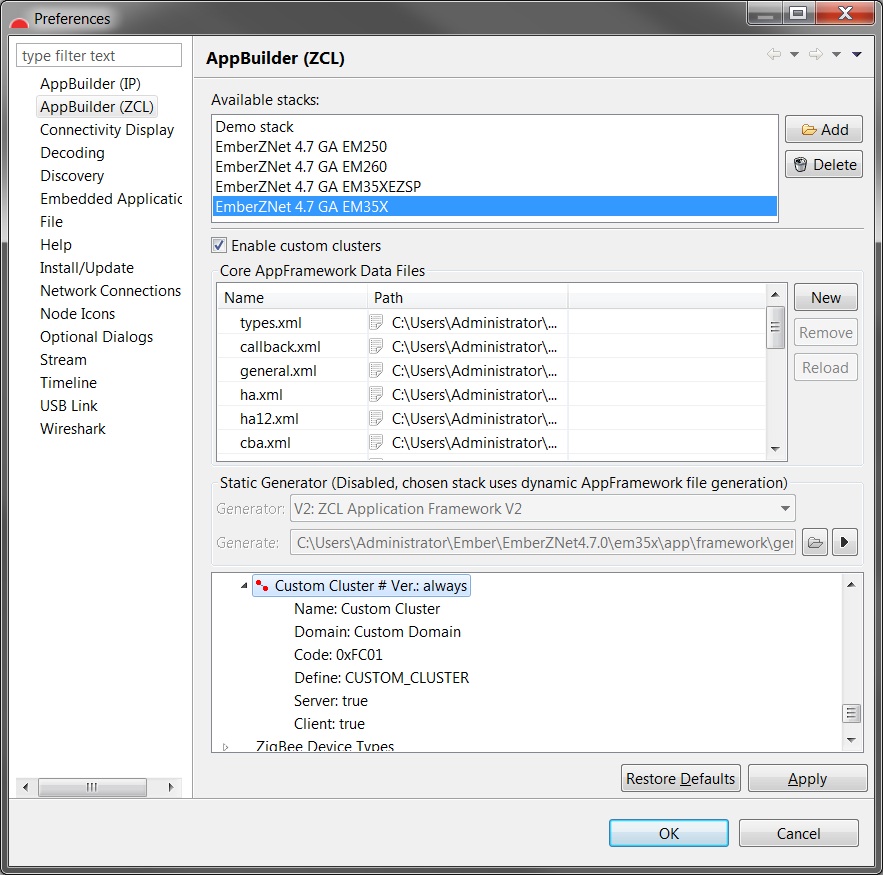 Preferences
type filter text
AppBuilder (IP)
AppBuilder (ZCL)
Connectivity Display
Decoding
Discovery
Embedded Applicatic
File
Help
Install/Update
Network Connections
Node Icons
Optional Dialogs
Stream
Timeline
USB Link
Wireshark
AppBuilder (ZCL)
Available stacks:
Demo stack
EmberZNet 4.7 GA EM250
EmberZNet 4.7 GA EM260
EmberZNet 4.7 GA EM35XEZSP
EmberZNet 4.7 GA EM35X
Add
Delete
Enable custom clusters
Core AppFramework Data Files
Name Path
types.xml C:\Users\Administrator\...
callback.xml C:\Users\Administrator\...
general.xml C:\Users\Administrator\...
ha.xml C:\Users\Administrator\...
ha12.xml C:\Users\Administrator\...
cba.xml C:\Users\Administrator\...
New
Remove
Reload
Static Generator (Disabled, chosen stack uses dynamic AppFramework file generation)
Generator: V2: ZCL Application Framework V2
Generate: C:\Users\Administrator\Ember\EmberZNet4.7.0\em35x\app\framework\ger
Custom Cluster # Ver.: always
Name: Custom Cluster
Domain: Custom Domain
Code: 0xFC01
Define: CUSTOM_CLUSTER
Server: true
Client: true
ZigBee Device Types
Restore Defaults
Apply
OK
Cancel